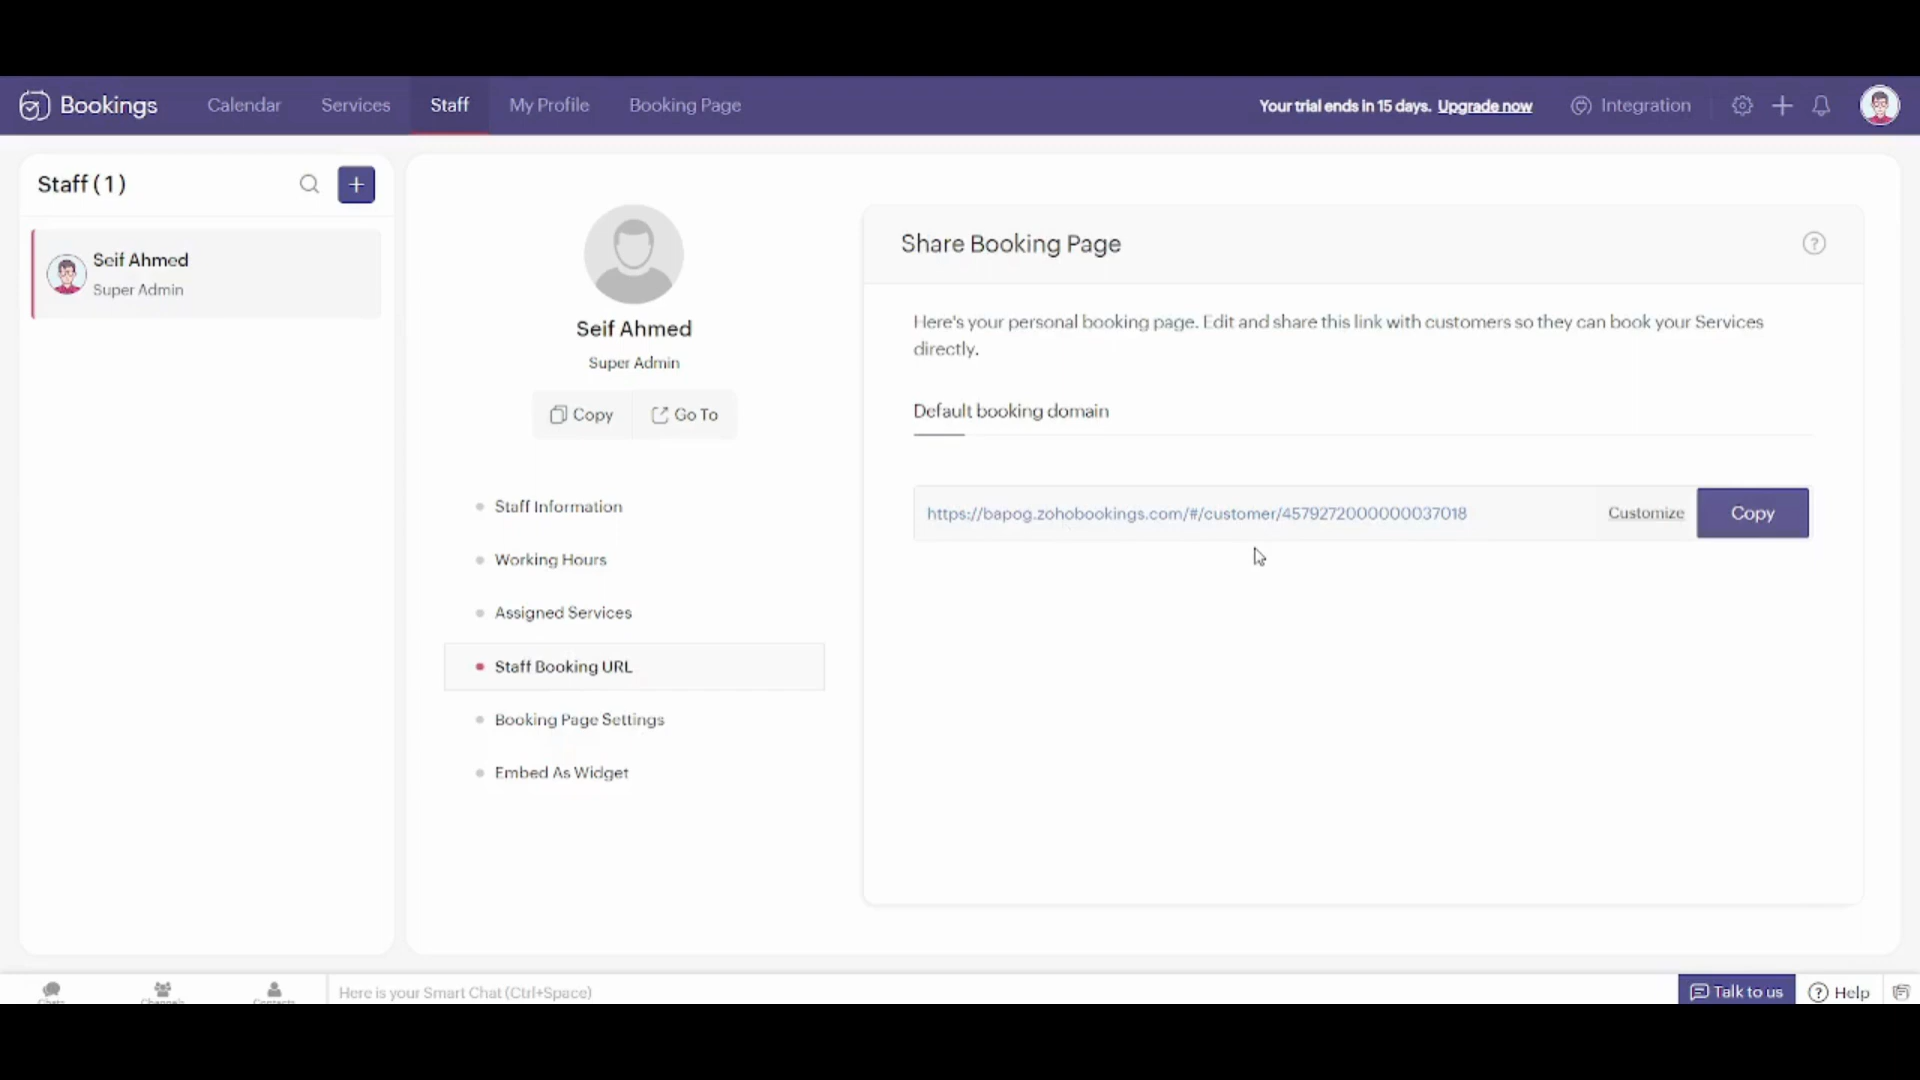 Bookings
Calendar
Services
Staff
My Profile
Booking Page
Your trial ends in 15 days. Upgrade now
Integration
Staff ( 1 )
Seif Ahmed
Super Admin
Seif Ahmed
Super Admin
Copy
Go To
Staff Information
Working Hours
Assigned Services
Staff Booking URL
Booking Page Settings
Embed As Widget
Share Booking Page
Here's your personal booking page. Edit and share this link with customers so they can book your Services
directly.
Default booking domain
https://bapog.zohobookings.com/#/customer/4579272000000037018
Customize
Copy
Chats
Channels
Contacts
Here is your Smart Chat (Ctrl+Space)
Talk to us
Help